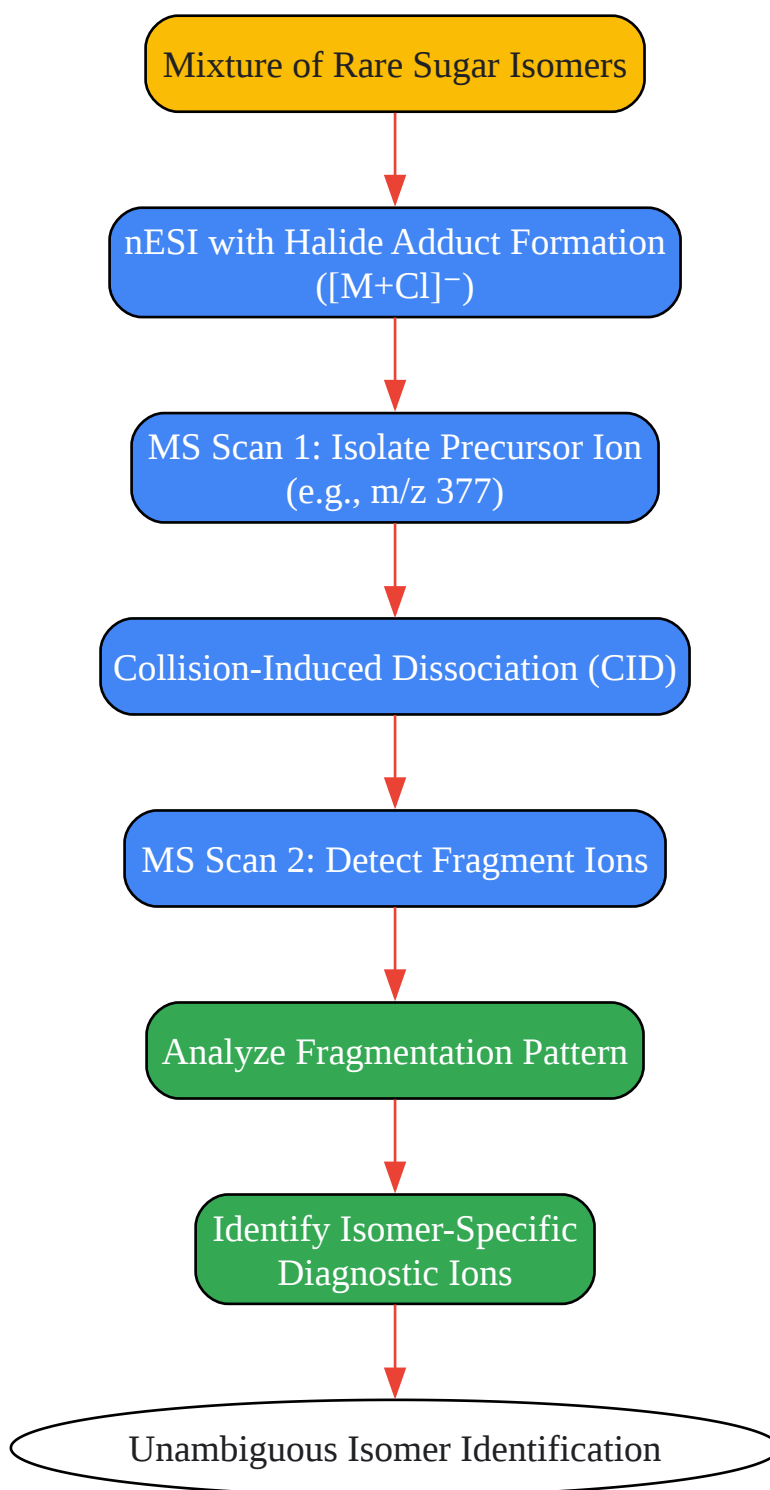 Mixture of Rare Sugar Isomers
nESI with Halide Adduct Formation
([M+Cl]⁻)
MS Scan 1: Isolate Precursor Ion
(e.g., m/z 377)
Collision-Induced Dissociation (CID)
MS Scan 2: Detect Fragment Ions
Analyze Fragmentation Pattern
Identify Isomer-Specific
Diagnostic Ions
Unambiguous Isomer Identification